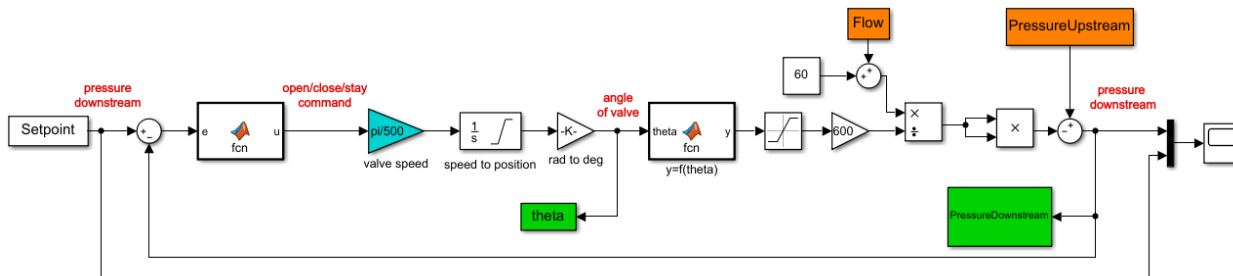 Flow
PressureUpstream
60
pressure
downstream
open/close/stay
command
angle
of valve
pressure
downstream
Setpoint
+
−
e
fcn
u
pi/500
1
s
-K-
theta
fcn
y
600
+
+
×
÷
×
−
+
valve speed
speed to position
rad to deg
y=f(theta)
theta
PressureDownstream